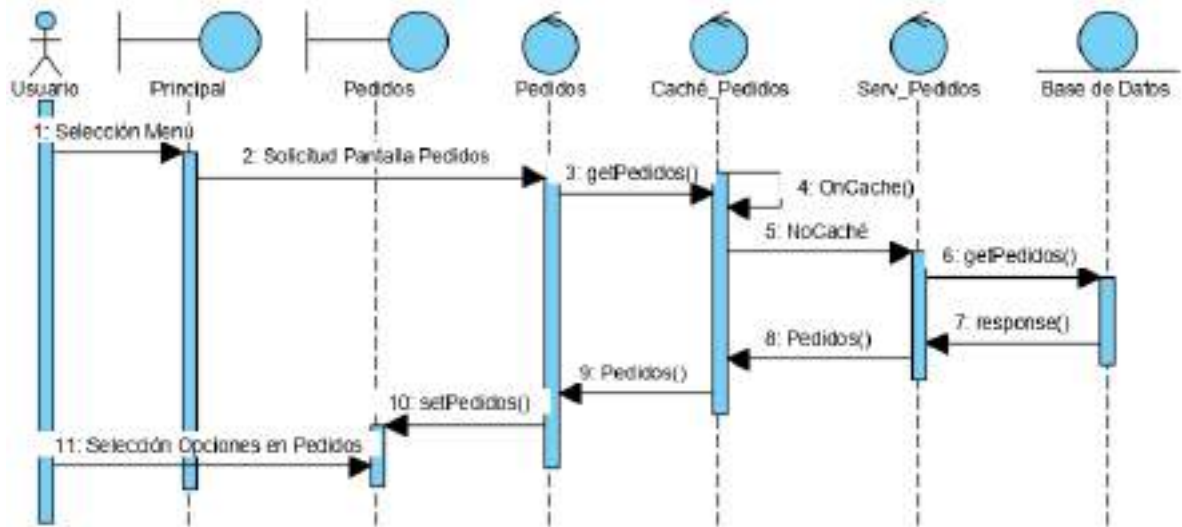 Usuario
Principal
Pedidos
Pedidos
Caché_Pedidos
Serv_Pedidos
Base de Datos
1: Selección Menú
2: Solicitud Pantalla Pedidos
3: getPedidos()
4: OnCache()
5: NoCaché
6: getPedidos()
7: response()
8: Pedidos()
9: Pedidos()
10: setPedidos()
11: Selección Opciones en Pedidos